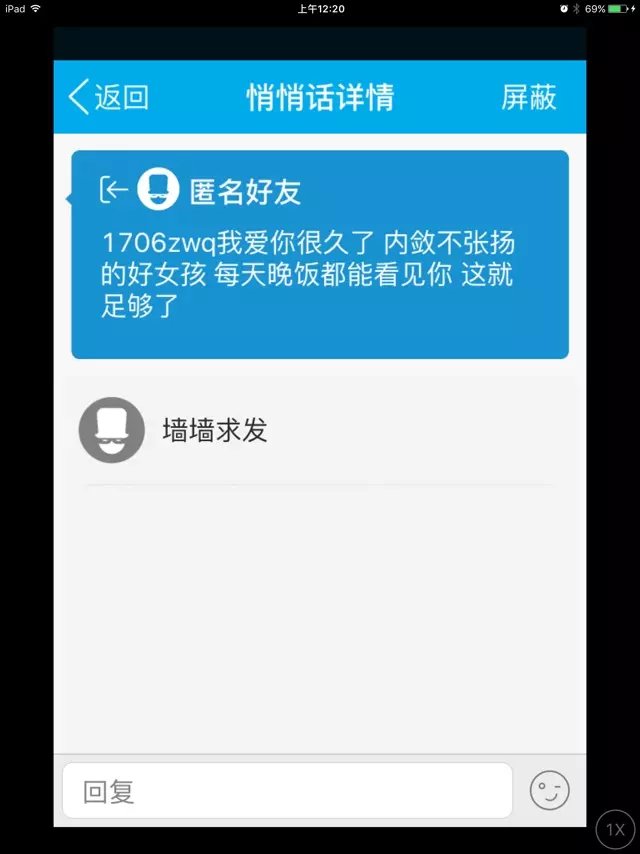 iPad
上午12:20
69%
返回
悄悄话详情
屏蔽
匿名好友
1706zwq我爱你很久了 内敛不张扬
的好女孩 每天晚饭都能看见你 这就
足够了
墙墙求发
回复
1X